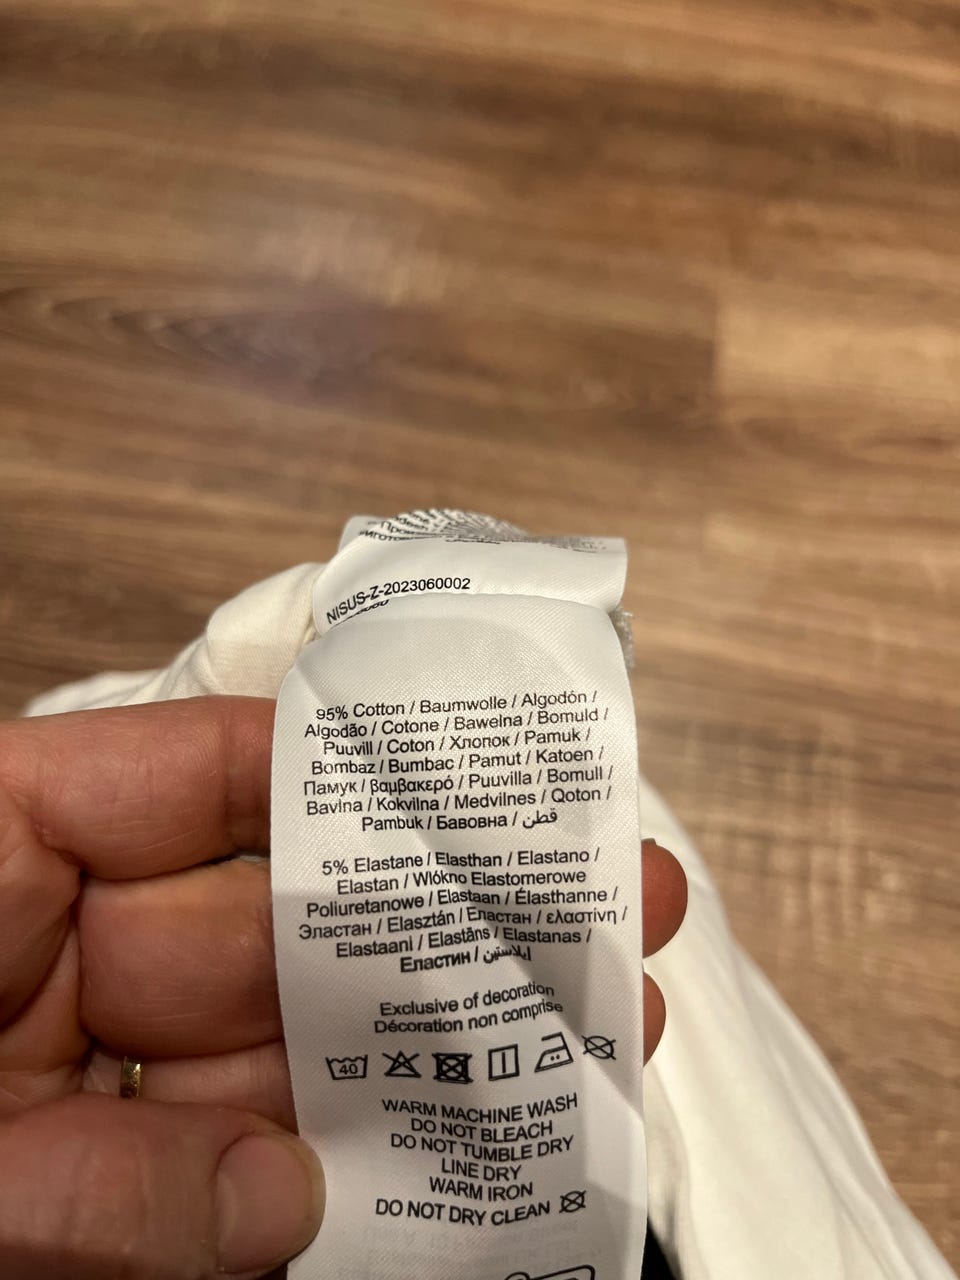 NISUS-Z-2023060002
95% Cotton / Baumwolle / Algodón /
Algodão / Cotone / Bawełna / Bomuld /
Puuvill / Coton / Хлопок / Pamuk /
Bombaz / Bumbac / Pamut / Katoen /
Памук / βαμβακερό / Puuvilla / Bomull /
Bavlna / Kokvilna / Medvilnes / Qoton /
Pambuk / Бавовна / قطن
5% Elastane / Elasthan / Elastano /
Elastan / Włókno Elastomerowe
Poliuretanowe / Elastaan / Élasthanne /
Эластан / Elasztán / Еластан / ελαστίνη /
Elastaani / Elastāns / Elastanas /
Еластин / ايلاستين
Exclusive of decoration
Décoration non comprise
40
WARM MACHINE WASH
DO NOT BLEACH
DO NOT TUMBLE DRY
LINE DRY
WARM IRON
DO NOT DRY CLEAN